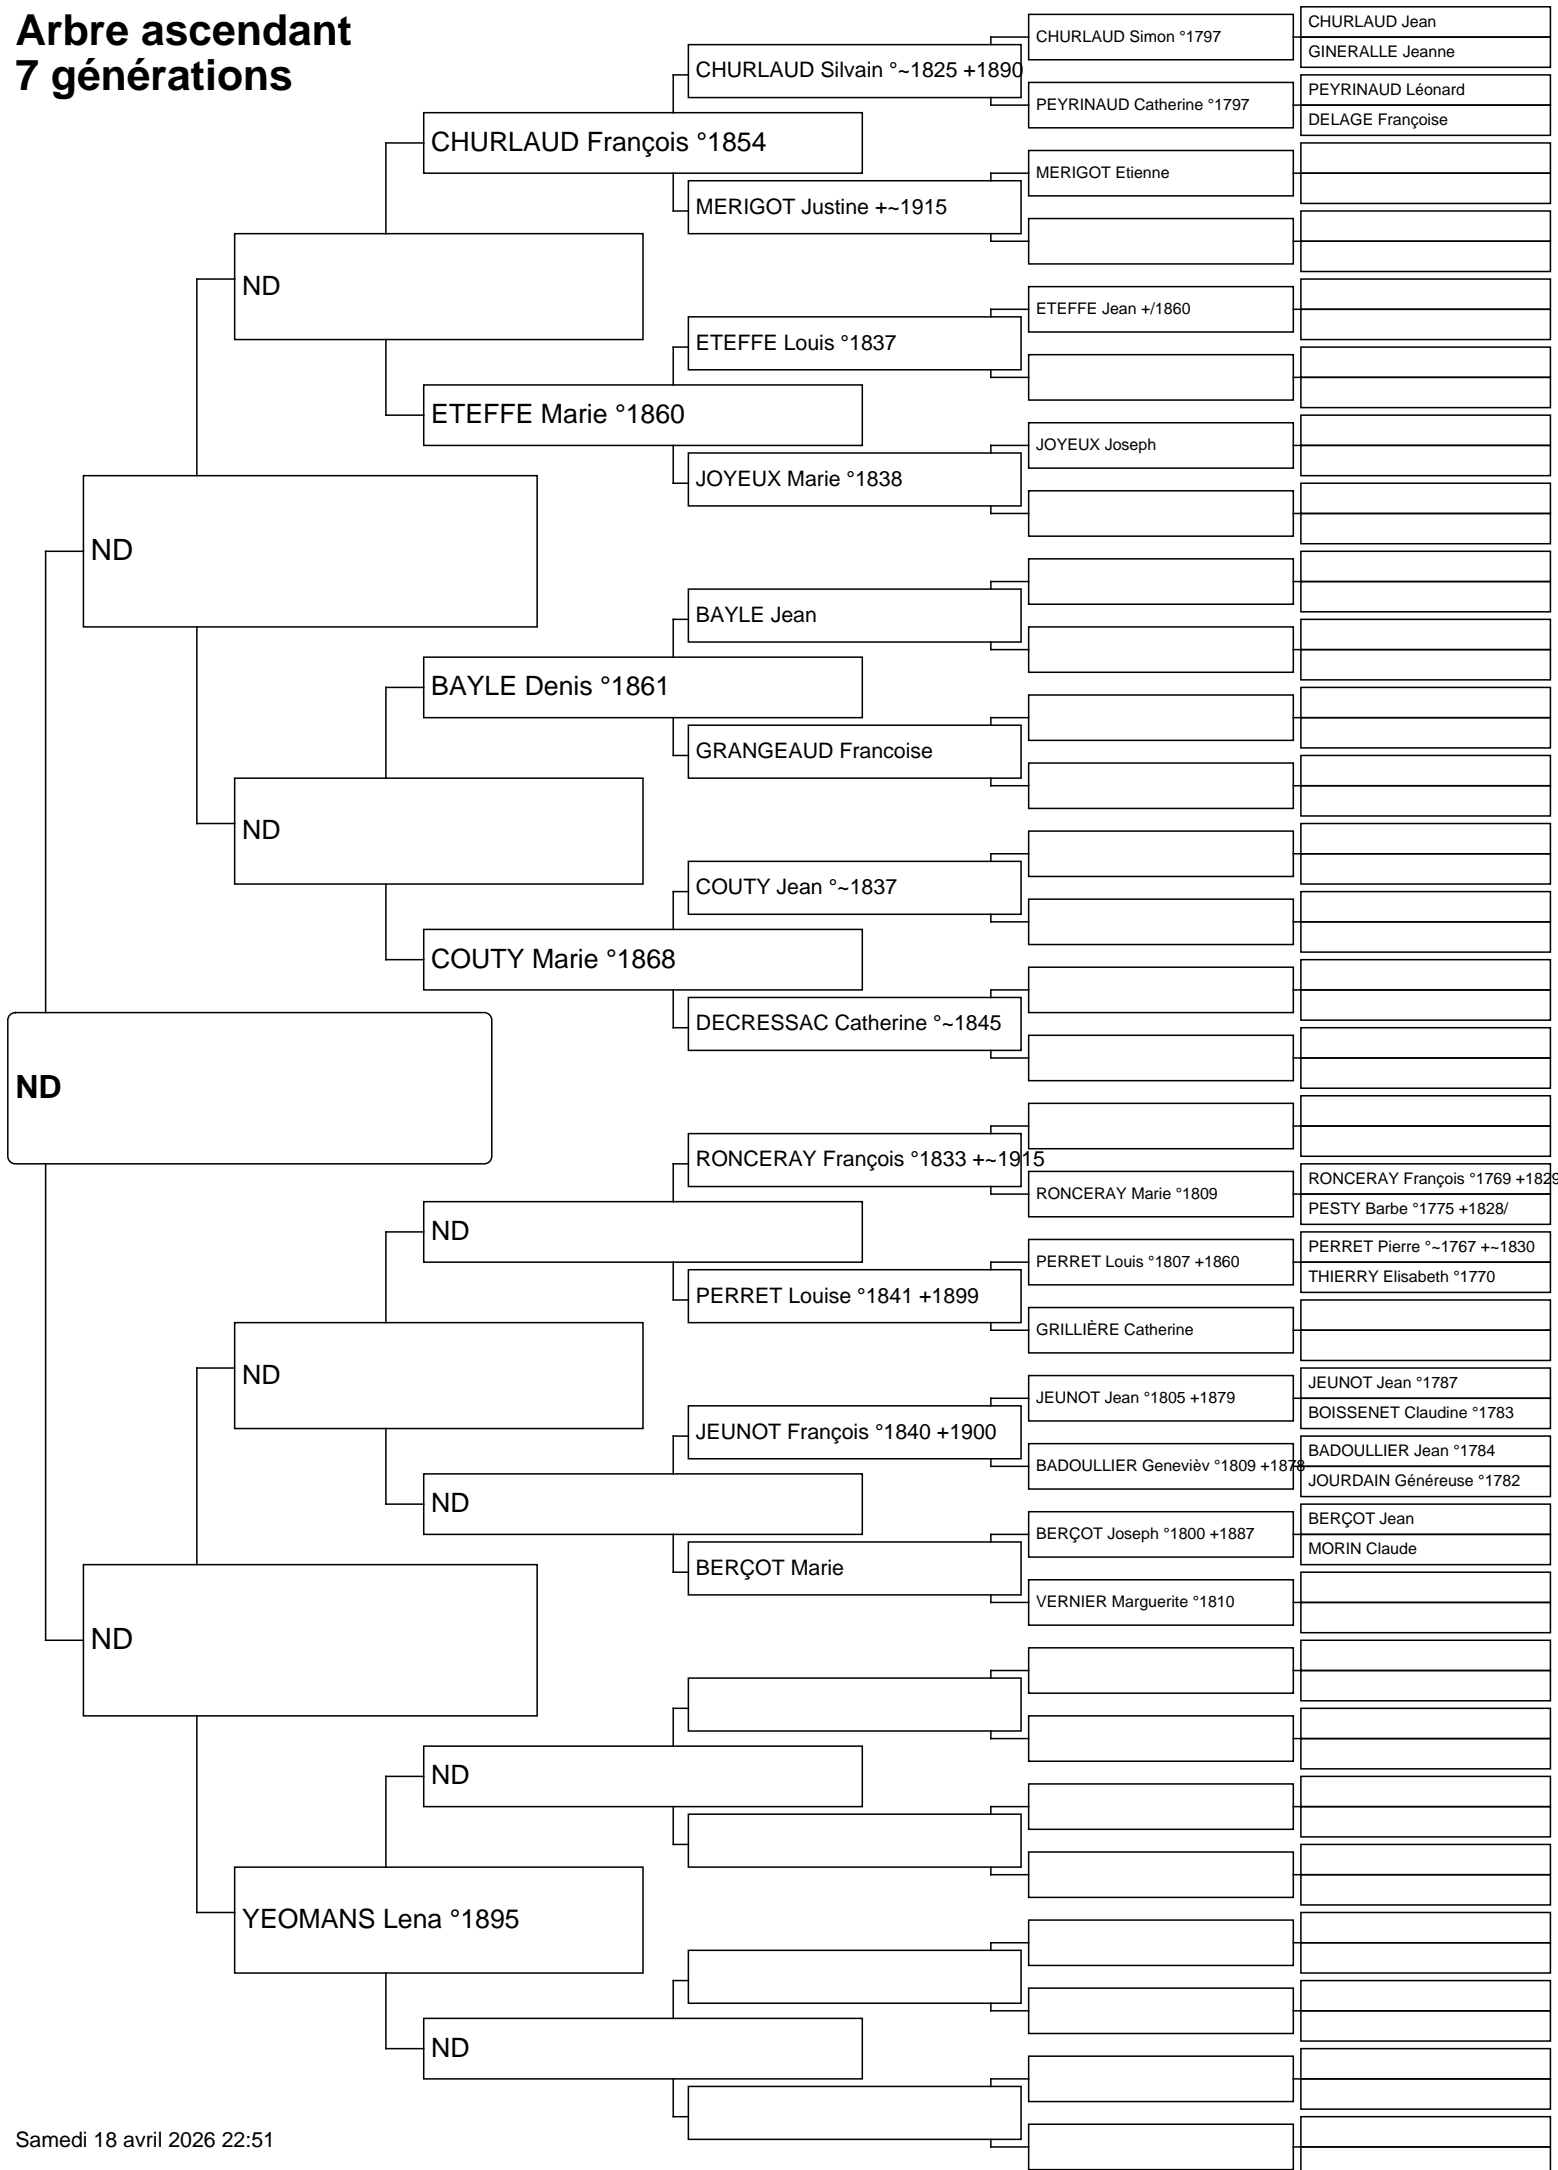 Arbre ascendant
7 générations
ND
ND
ND
CHURLAUD François °1854
CHURLAUD Silvain °~1825 +1890
CHURLAUD Simon °1797
CHURLAUD Jean
GINERALLE Jeanne
PEYRINAUD Catherine °1797
PEYRINAUD Léonard
DELAGE Françoise
MERIGOT Justine +~1915
MERIGOT Etienne
ETEFFE Marie °1860
ETEFFE Louis °1837
ETEFFE Jean +/1860
JOYEUX Marie °1838
JOYEUX Joseph
ND
BAYLE Denis °1861
BAYLE Jean
GRANGEAUD Francoise
COUTY Marie °1868
COUTY Jean °~1837
DECRESSAC Catherine °~1845
ND
ND
ND
RONCERAY François °1833 +~1915
RONCERAY Marie °1809
RONCERAY François °1769 +1829
PESTY Barbe °1775 +1828/
PERRET Louise °1841 +1899
PERRET Louis °1807 +1860
PERRET Pierre °~1767 +~1830
THIERRY Elisabeth °1770
GRILLIÈRE Catherine
ND
JEUNOT François °1840 +1900
JEUNOT Jean °1805 +1879
JEUNOT Jean °1787
BOISSENET Claudine °1783
BADOULLIER Genevièv °1809 +1878
BADOULLIER Jean °1784
JOURDAIN Généreuse °1782
BERÇOT Marie
BERÇOT Joseph °1800 +1887
BERÇOT Jean
MORIN Claude
VERNIER Marguerite °1810
YEOMANS Lena °1895
ND
ND
Samedi 18 avril 2026 22:51